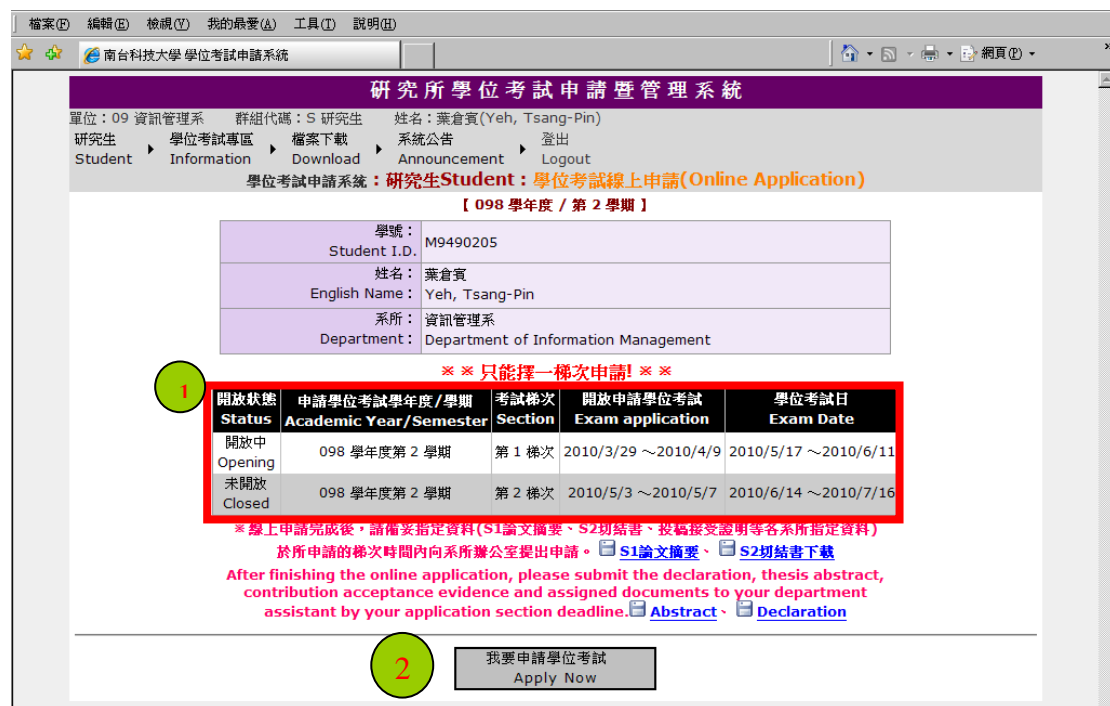 檔案(F) 編輯(E) 檢視(V) 我的最愛(A) 工具(T) 說明(H)
南台科技大學 學位考試申請系統
網頁(P)
研究所學位考試申請暨管理系統
單位：09 資訊管理系 群組代碼：S 研究生 姓名：葉倉賓(Yeh, Tsang-Pin)
研究生 學位考試專區 檔案下載 系統公告 登出
Student Information Download Announcement Logout
學位考試申請系統：研究生Student：學位考試線上申請(Online Application)
【 098 學年度 / 第 2 學期 】
學號：
Student I.D. M9490205
姓名： 葉倉賓
English Name： Yeh, Tsang-Pin
系所： 資訊管理系
Department： Department of Information Management
※ ※ 只能擇一梯次申請! ※ ※
1
開放狀態 申請學位考試學年度/學期 考試梯次 開放申請學位考試 學位考試日
Status Academic Year/Semester Section Exam application Exam Date
開放中
Opening 098 學年度第 2 學期 第 1 梯次 2010/3/29 ～2010/4/9 2010/5/17 ～2010/6/11
未開放
Closed 098 學年度第 2 學期 第 2 梯次 2010/5/3 ～2010/5/7 2010/6/14 ～2010/7/16
※線上申請完成後，請備妥指定資料(S1論文摘要、S2切結書、投稿接受證明等各系所指定資料)
於所申請的梯次時間內向系所辦公室提出申請。 S1論文摘要、 S2切結書下載
After finishing the online application, please submit the declaration, thesis abstract,
contribution acceptance evidence and assigned documents to your department
assistant by your application section deadline. Abstract、 Declaration
2
我要申請學位考試
Apply Now